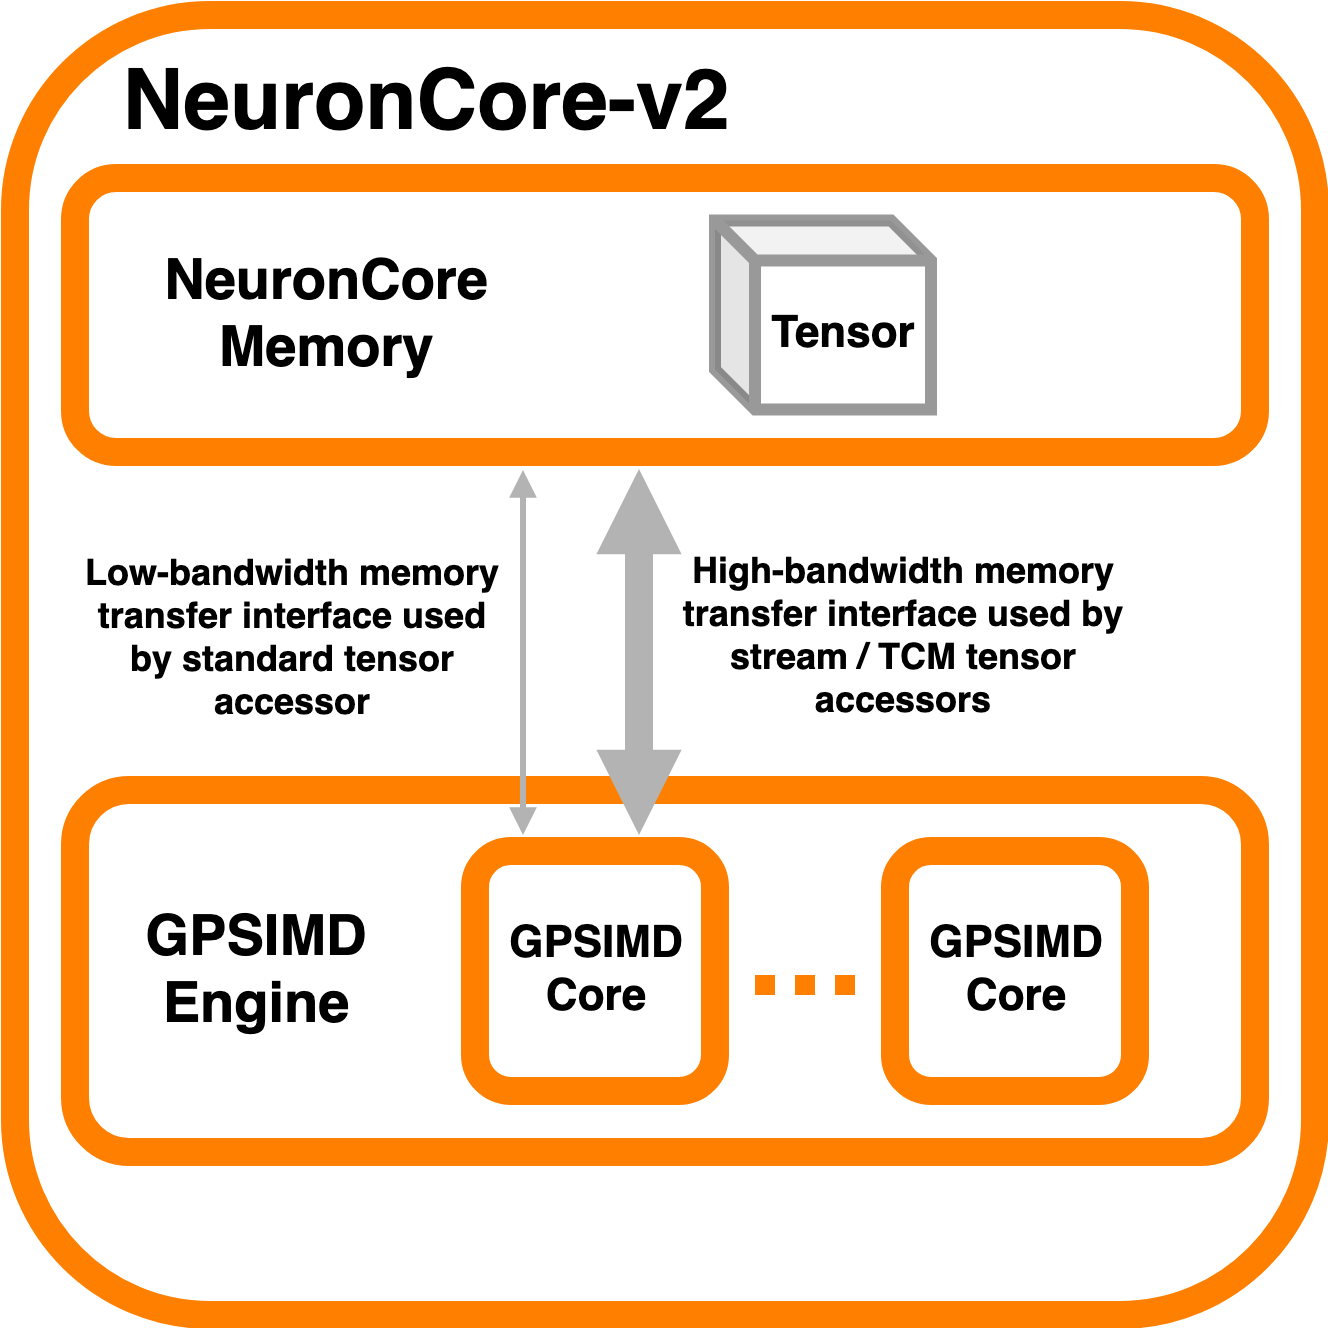 NeuronCore-v2
NeuronCore
Memory
Tensor
Low-bandwidth memory
transfer interface used
by standard tensor
accessor
High-bandwidth memory
transfer interface used by
stream / TCM tensor
accessors
GPSIMD
Engine
GPSIMD
Core
GPSIMD
Core